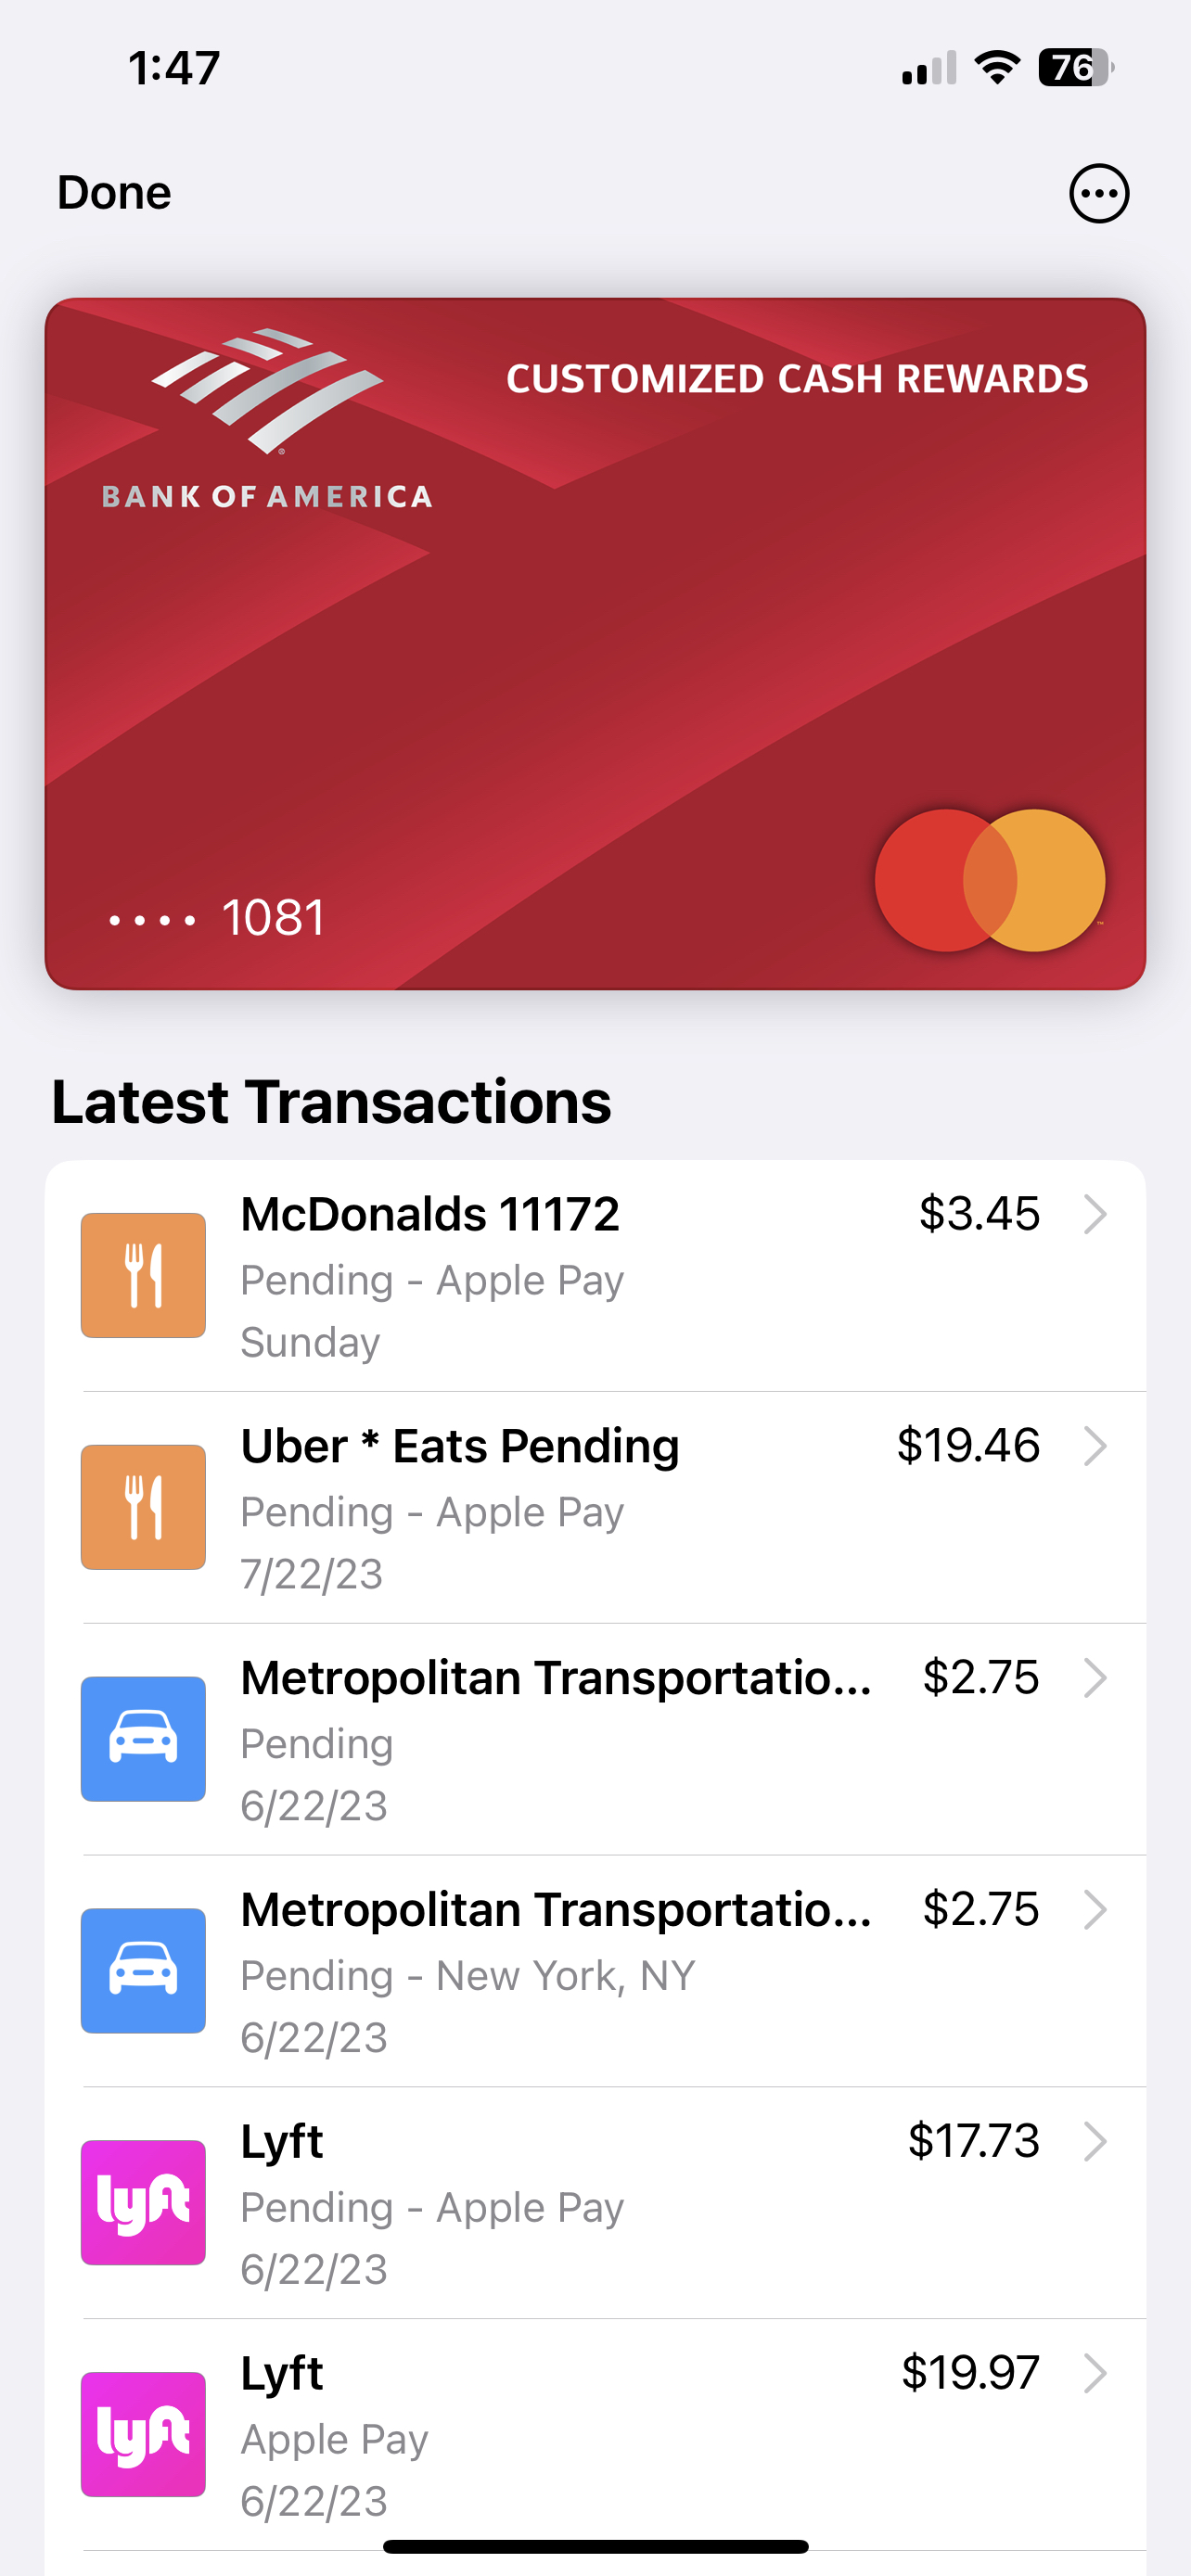 1:47
76
Done
CUSTOMIZED CASH REWARDS
BANK OF AMERICA
•••• 1081
Latest Transactions
McDonalds 11172 $3.45
Pending - Apple Pay
Sunday
Uber * Eats Pending $19.46
Pending - Apple Pay
7/22/23
Metropolitan Transportatio... $2.75
Pending
6/22/23
Metropolitan Transportatio... $2.75
Pending - New York, NY
6/22/23
lyft
Lyft $17.73
Pending - Apple Pay
6/22/23
lyft
Lyft $19.97
Apple Pay
6/22/23